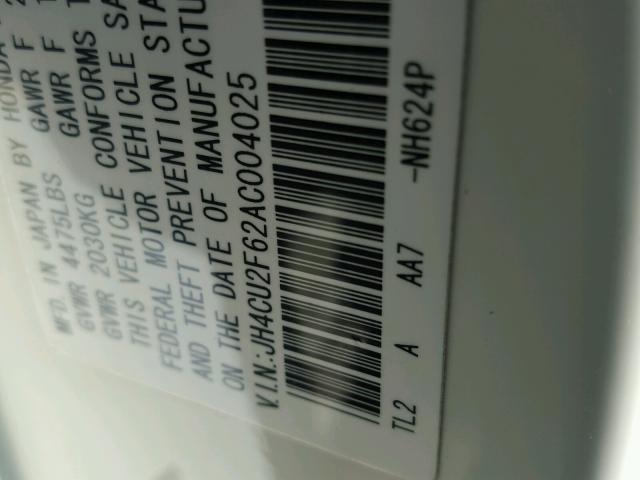 MFD. IN JAPAN BY HONDA
GVWR 4475LBS GAWR F
GVWR 2030KG GAWR F
THIS VEHICLE CONFORMS
FEDERAL MOTOR VEHICLE SA
AND THEFT PREVENTION STA
ON THE DATE OF MANUFACTU
V.I.N.:JH4CU2F62AC004025
-NH624P
TL2 A AA7